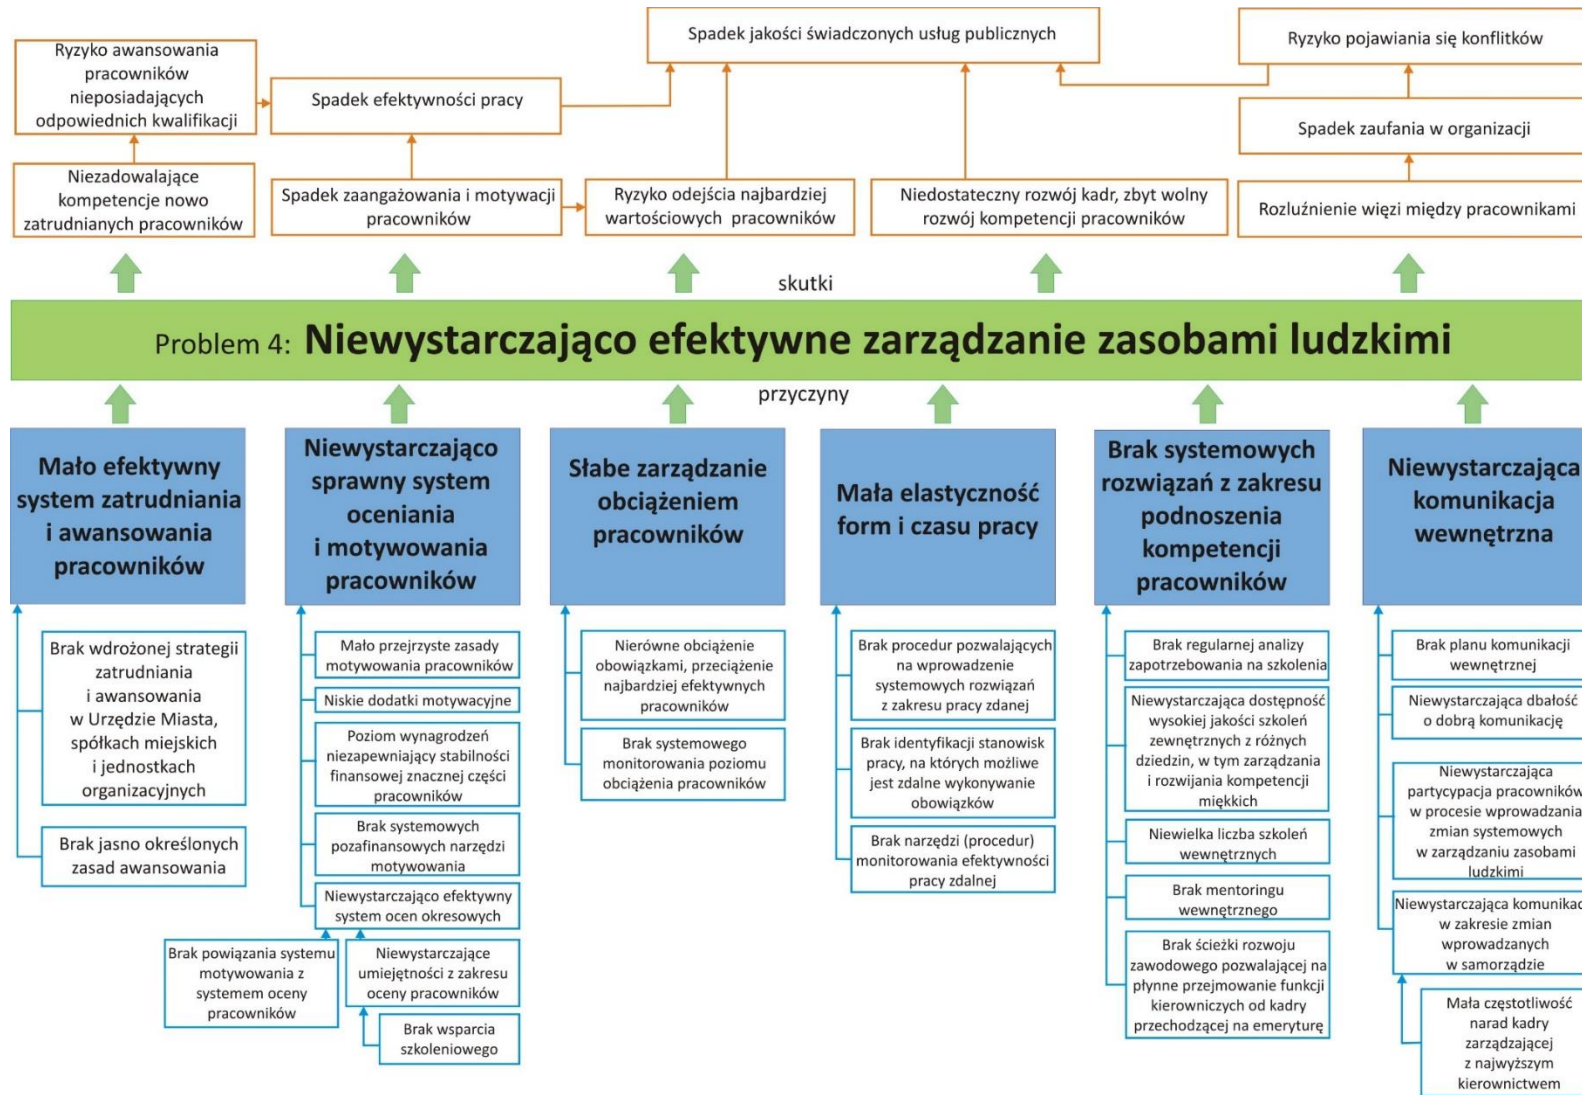 Ryzyko awansowania
pracowników
nieposiadających
odpowiednich kwalifikacji
Spadek efektywności pracy
Spadek jakości świadczonych usług publicznych
Ryzyko pojawiania się konflitków
Spadek zaufania w organizacji
Niezadowalające
kompetencje nowo
zatrudnianych pracowników
Spadek zaangażowania i motywacji
pracowników
Ryzyko odejścia najbardziej
wartościowych pracowników
Niedostateczny rozwój kadr, zbyt wolny
rozwój kompetencji pracowników
Rozluźnienie więzi między pracownikami
skutki
Problem 4: Niewystarczająco efektywne zarządzanie zasobami ludzkimi
przyczyny
Mało efektywny
system zatrudniania
i awansowania
pracowników
Brak wdrożonej strategii
zatrudniania
i awansowania
w Urzędzie Miasta,
spółkach miejskich
i jednostkach
organizacyjnych
Brak jasno określonych
zasad awansowania
Niewystarczająco
sprawny system
oceniania
i motywowania
pracowników
Mało przejrzyste zasady
motywowania pracowników
Niskie dodatki motywacyjne
Poziom wynagrodzeń
niezapewniający stabilności
finansowej znacznej części
pracowników
Brak systemowych
pozafinansowych narzędzi
motywowania
Niewystarczająco efektywny
system ocen okresowych
Brak powiązania systemu
motywowania z
systemem oceny
pracowników
Niewystarczające
umiejętności z zakresu
oceny pracowników
Brak wsparcia
szkoleniowego
Słabe zarządzanie
obciążeniem
pracowników
Nierówne obciążenie
obowiązkami, przeciążenie
najbardziej efektywnych
pracowników
Brak systemowego
monitorowania poziomu
obciążenia pracowników
Mała elastyczność
form i czasu pracy
Brak procedur pozwalających
na wprowadzenie
systemowych rozwiązań
z zakresu pracy zdanej
Brak identyfikacji stanowisk
pracy, na których możliwe
jest zdalne wykonywanie
obowiązków
Brak narzędzi (procedur)
monitorowania efektywności
pracy zdalnej
Brak systemowych
rozwiązań z zakresu
podnoszenia
kompetencji
pracowników
Brak regularnej analizy
zapotrzebowania na szkolenia
Niewystarczająca dostępność
wysokiej jakości szkoleń
zewnętrznych z różnych
dziedzin, w tym zarządzania
i rozwijania kompetencji
miękkich
Niewielka liczba szkoleń
wewnętrznych
Brak mentoringu
wewnętrznego
Brak ścieżki rozwoju
zawodowego pozwalającej na
płynne przejmowanie funkcji
kierowniczych od kadry
przechodzącej na emeryturę
Niewystarczająca
komunikacja
wewnętrzna
Brak planu komunikacji
wewnętrznej
Niewystarczająca dbałość
o dobrą komunikację
Niewystarczająca
partycypacja pracowników
w procesie wprowadzania
zmian systemowych
w zarządzaniu zasobami
ludzkimi
Niewystarczająca komunikac
w zakresie zmian
wprowadzanych
w samorządzie
Mała częstotliwość
narad kadry
zarządzającej
z najwyższym
kierownictwem